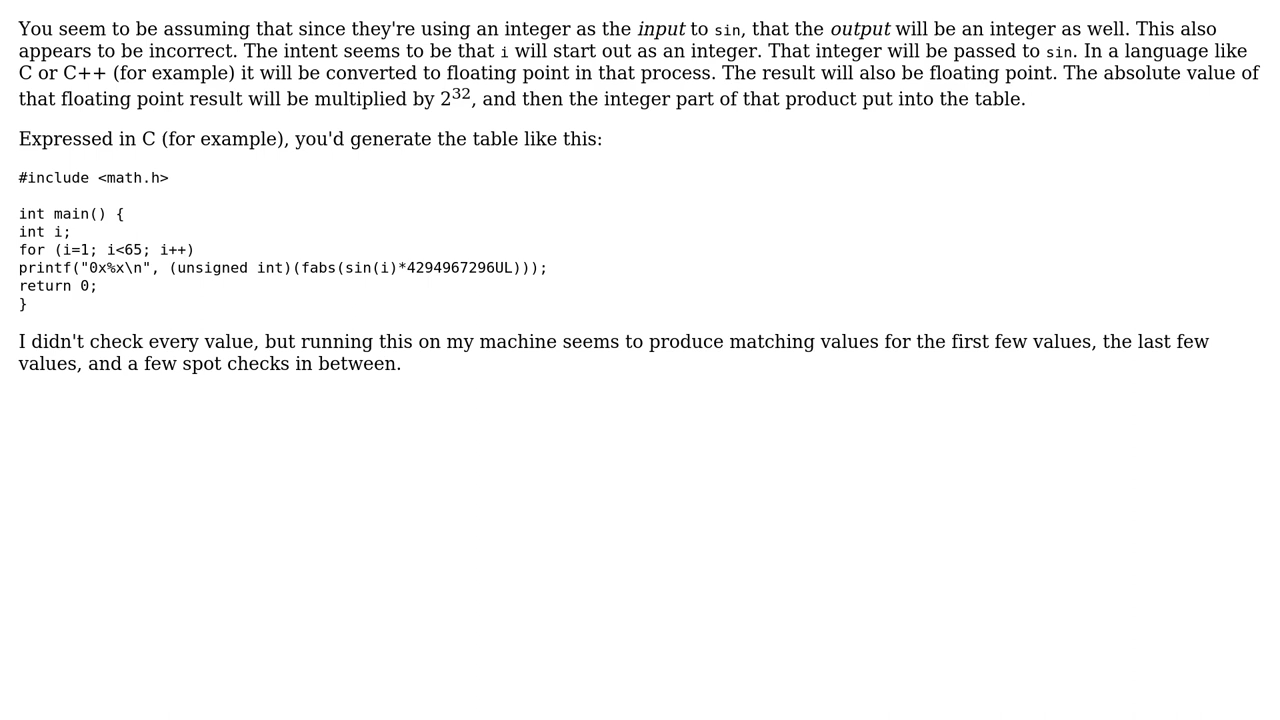 You seem to be assuming that since they're using an integer as the input to sin, that the output will be an integer as well. This also
appears to be incorrect. The intent seems to be that i will start out as an integer. That integer will be passed to sin. In a language like
C or C++ (for example) it will be converted to floating point in that process. The result will also be floating point. The absolute value of
that floating point result will be multiplied by 2^32, and then the integer part of that product put into the table.
Expressed in C (for example), you'd generate the table like this:
#include <math.h>
int main() {
int i;
for (i=1; i<65; i++)
printf("0x%x\n", (unsigned int)(fabs(sin(i)*4294967296UL)));
return 0;
}
I didn't check every value, but running this on my machine seems to produce matching values for the first few values, the last few
values, and a few spot checks in between.